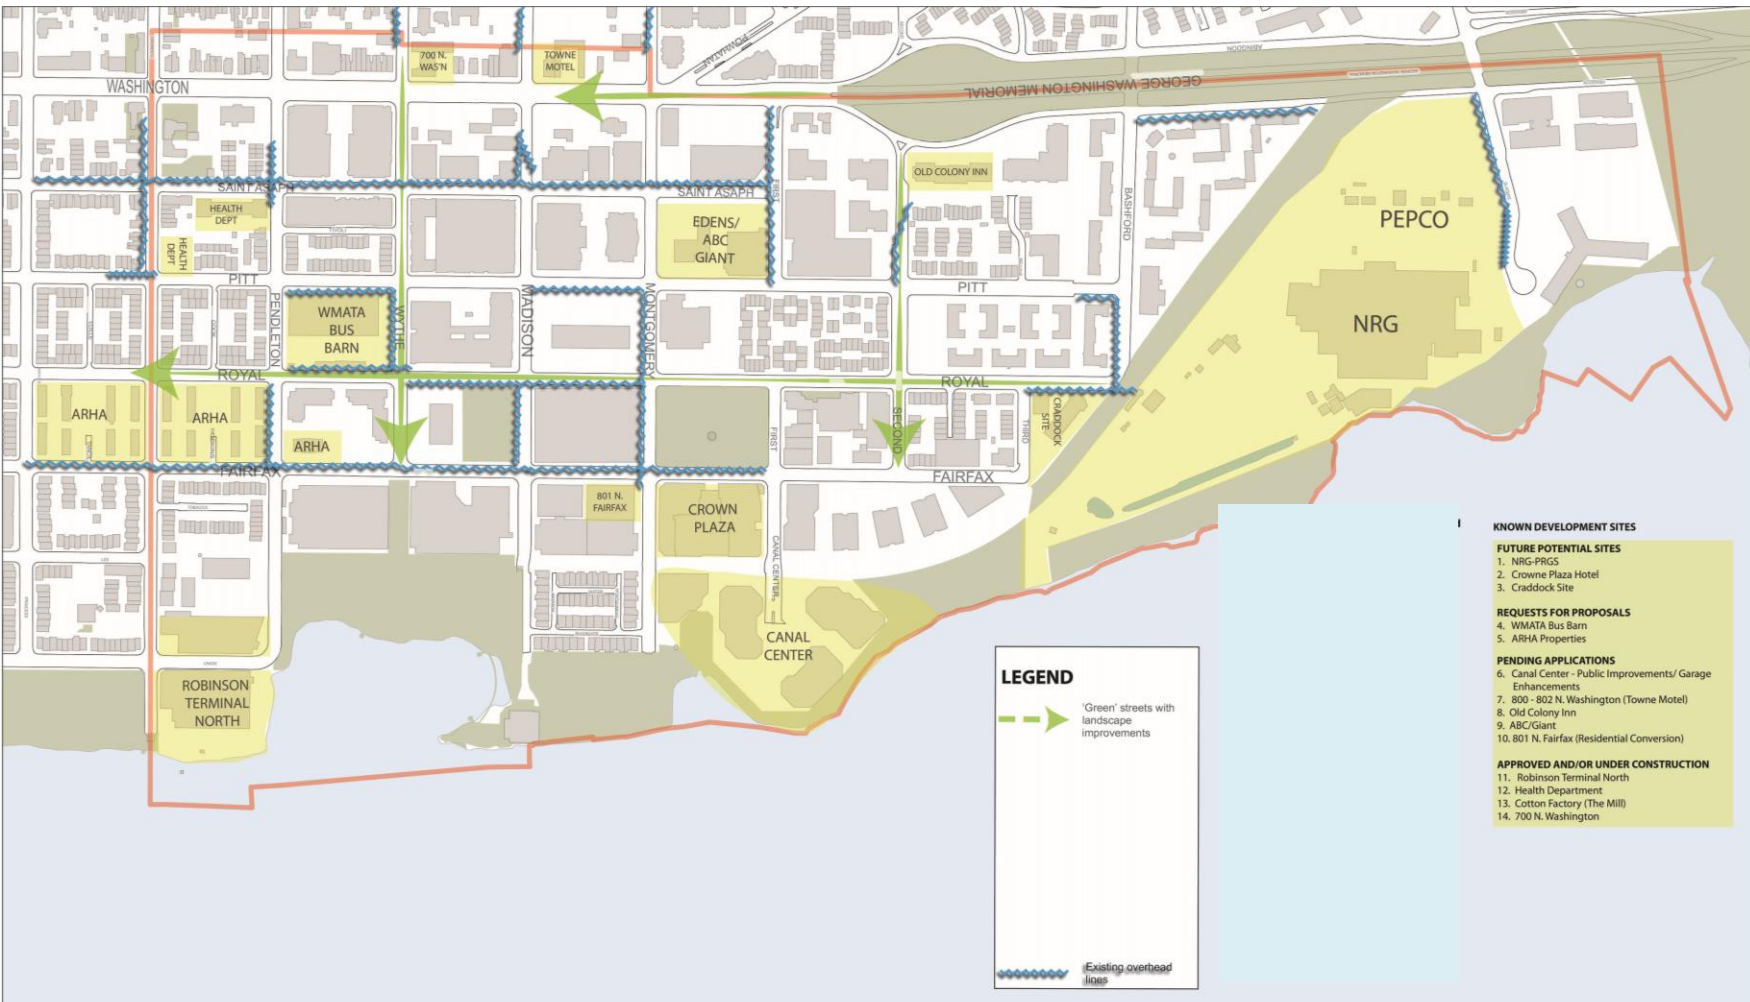 700 N.
WAS'N
TOWNE
MOTEL
POWHATAN
ABINGDON
WASHINGTON
GEORGE WASHINGTON MEMORIAL
SAINT ASAPH
SAINT ASAPH
FIRST
OLD COLONY INN
BASHFORD
PEPCO
HEALTH
DEPT
HEALTH
DEPT
TIVOLI
EDENS/
ABC
GIANT
PITT
PITT
PENDLETON
WMATA
BUS
BARN
WYTHE
MADISON
MONTGOMERY
NRG
ROYAL
ROYAL
ARHA
ARHA
ARHA
FIRST
SECOND
THIRD
CRADDOCK
SITE
FAIRFAX
FAIRFAX
801 N.
FAIRFAX
CROWN
PLAZA
CANAL CENTER
CANAL
CENTER
PRINCESS
ROBINSON
TERMINAL
NORTH
LEGEND
'Green' streets with
landscape
improvements
Existing overhead
lines
KNOWN DEVELOPMENT SITES
FUTURE POTENTIAL SITES
1. NRG-PRGS
2. Crowne Plaza Hotel
3. Craddock Site
REQUESTS FOR PROPOSALS
4. WMATA Bus Barn
5. ARHA Properties
PENDING APPLICATIONS
6. Canal Center - Public Improvements/ Garage
Enhancements
7. 800 - 802 N. Washington (Towne Motel)
8. Old Colony Inn
9. ABC/Giant
10. 801 N. Fairfax (Residential Conversion)
APPROVED AND/OR UNDER CONSTRUCTION
11. Robinson Terminal North
12. Health Department
13. Cotton Factory (The Mill)
14. 700 N. Washington